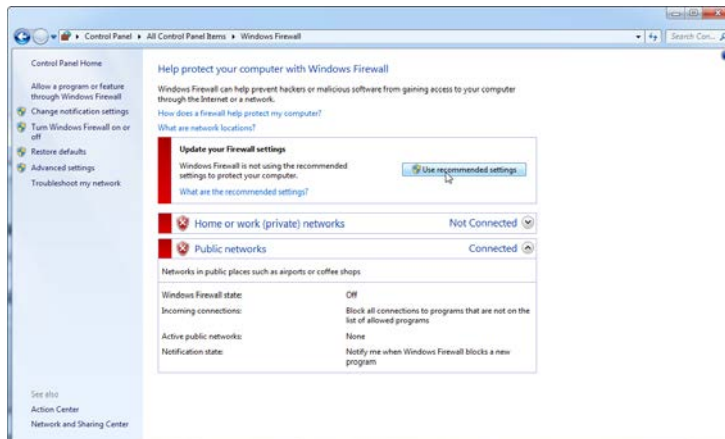 Control Panel
All Control Panel Items
Windows Firewall
Search Con...
Control Panel Home
Allow a program or feature
through Windows Firewall
Change notification settings
Turn Windows Firewall on or
off
Restore defaults
Advanced settings
Troubleshoot my network
Help protect your computer with Windows Firewall
Windows Firewall can help prevent hackers or malicious software from gaining access to your computer
through the Internet or a network.
How does a firewall help protect my computer?
What are network locations?
Update your Firewall settings
Windows Firewall is not using the recommended
settings to protect your computer.
What are the recommended settings?
Use recommended settings
Home or work (private) networks
Not Connected
Public networks
Connected
Networks in public places such as airports or coffee shops
Windows Firewall state:
Off
Incoming connections:
Block all connections to programs that are not on the
list of allowed programs
Active public networks:
None
Notification state:
Notify me when Windows Firewall blocks a new
program
See also
Action Center
Network and Sharing Center